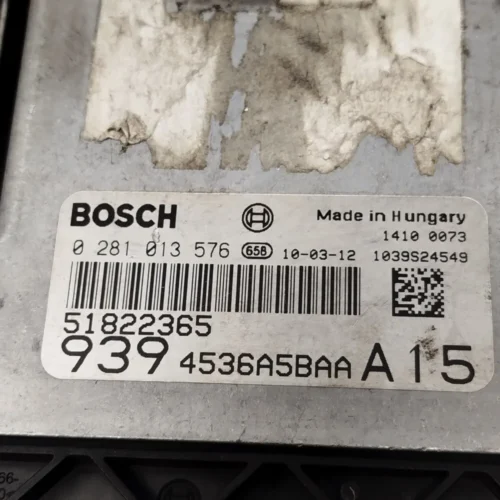 BOSCH
Made in Hungary
1410 0073
0 281 013 576 658 10-03-12 1039S24549
51822365
939 4536A5BAA A15
66-